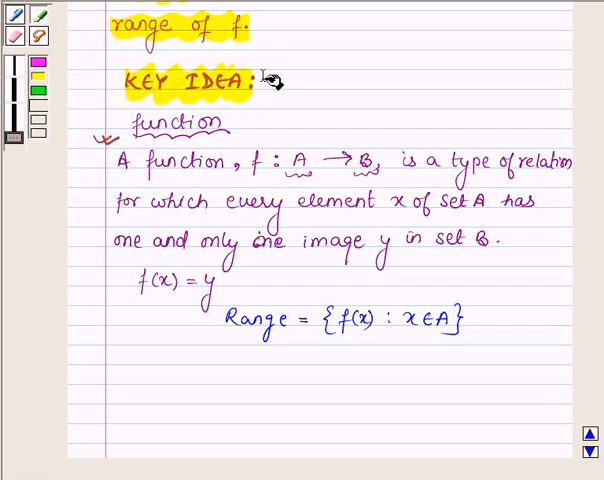 range of f.
KEY IDEA:
function
A function, f : A → B, is a type of relation
for which every element x of set A has
one and only one image y in set B.
f(x) = y
Range = {f(x) : x ∈ A}